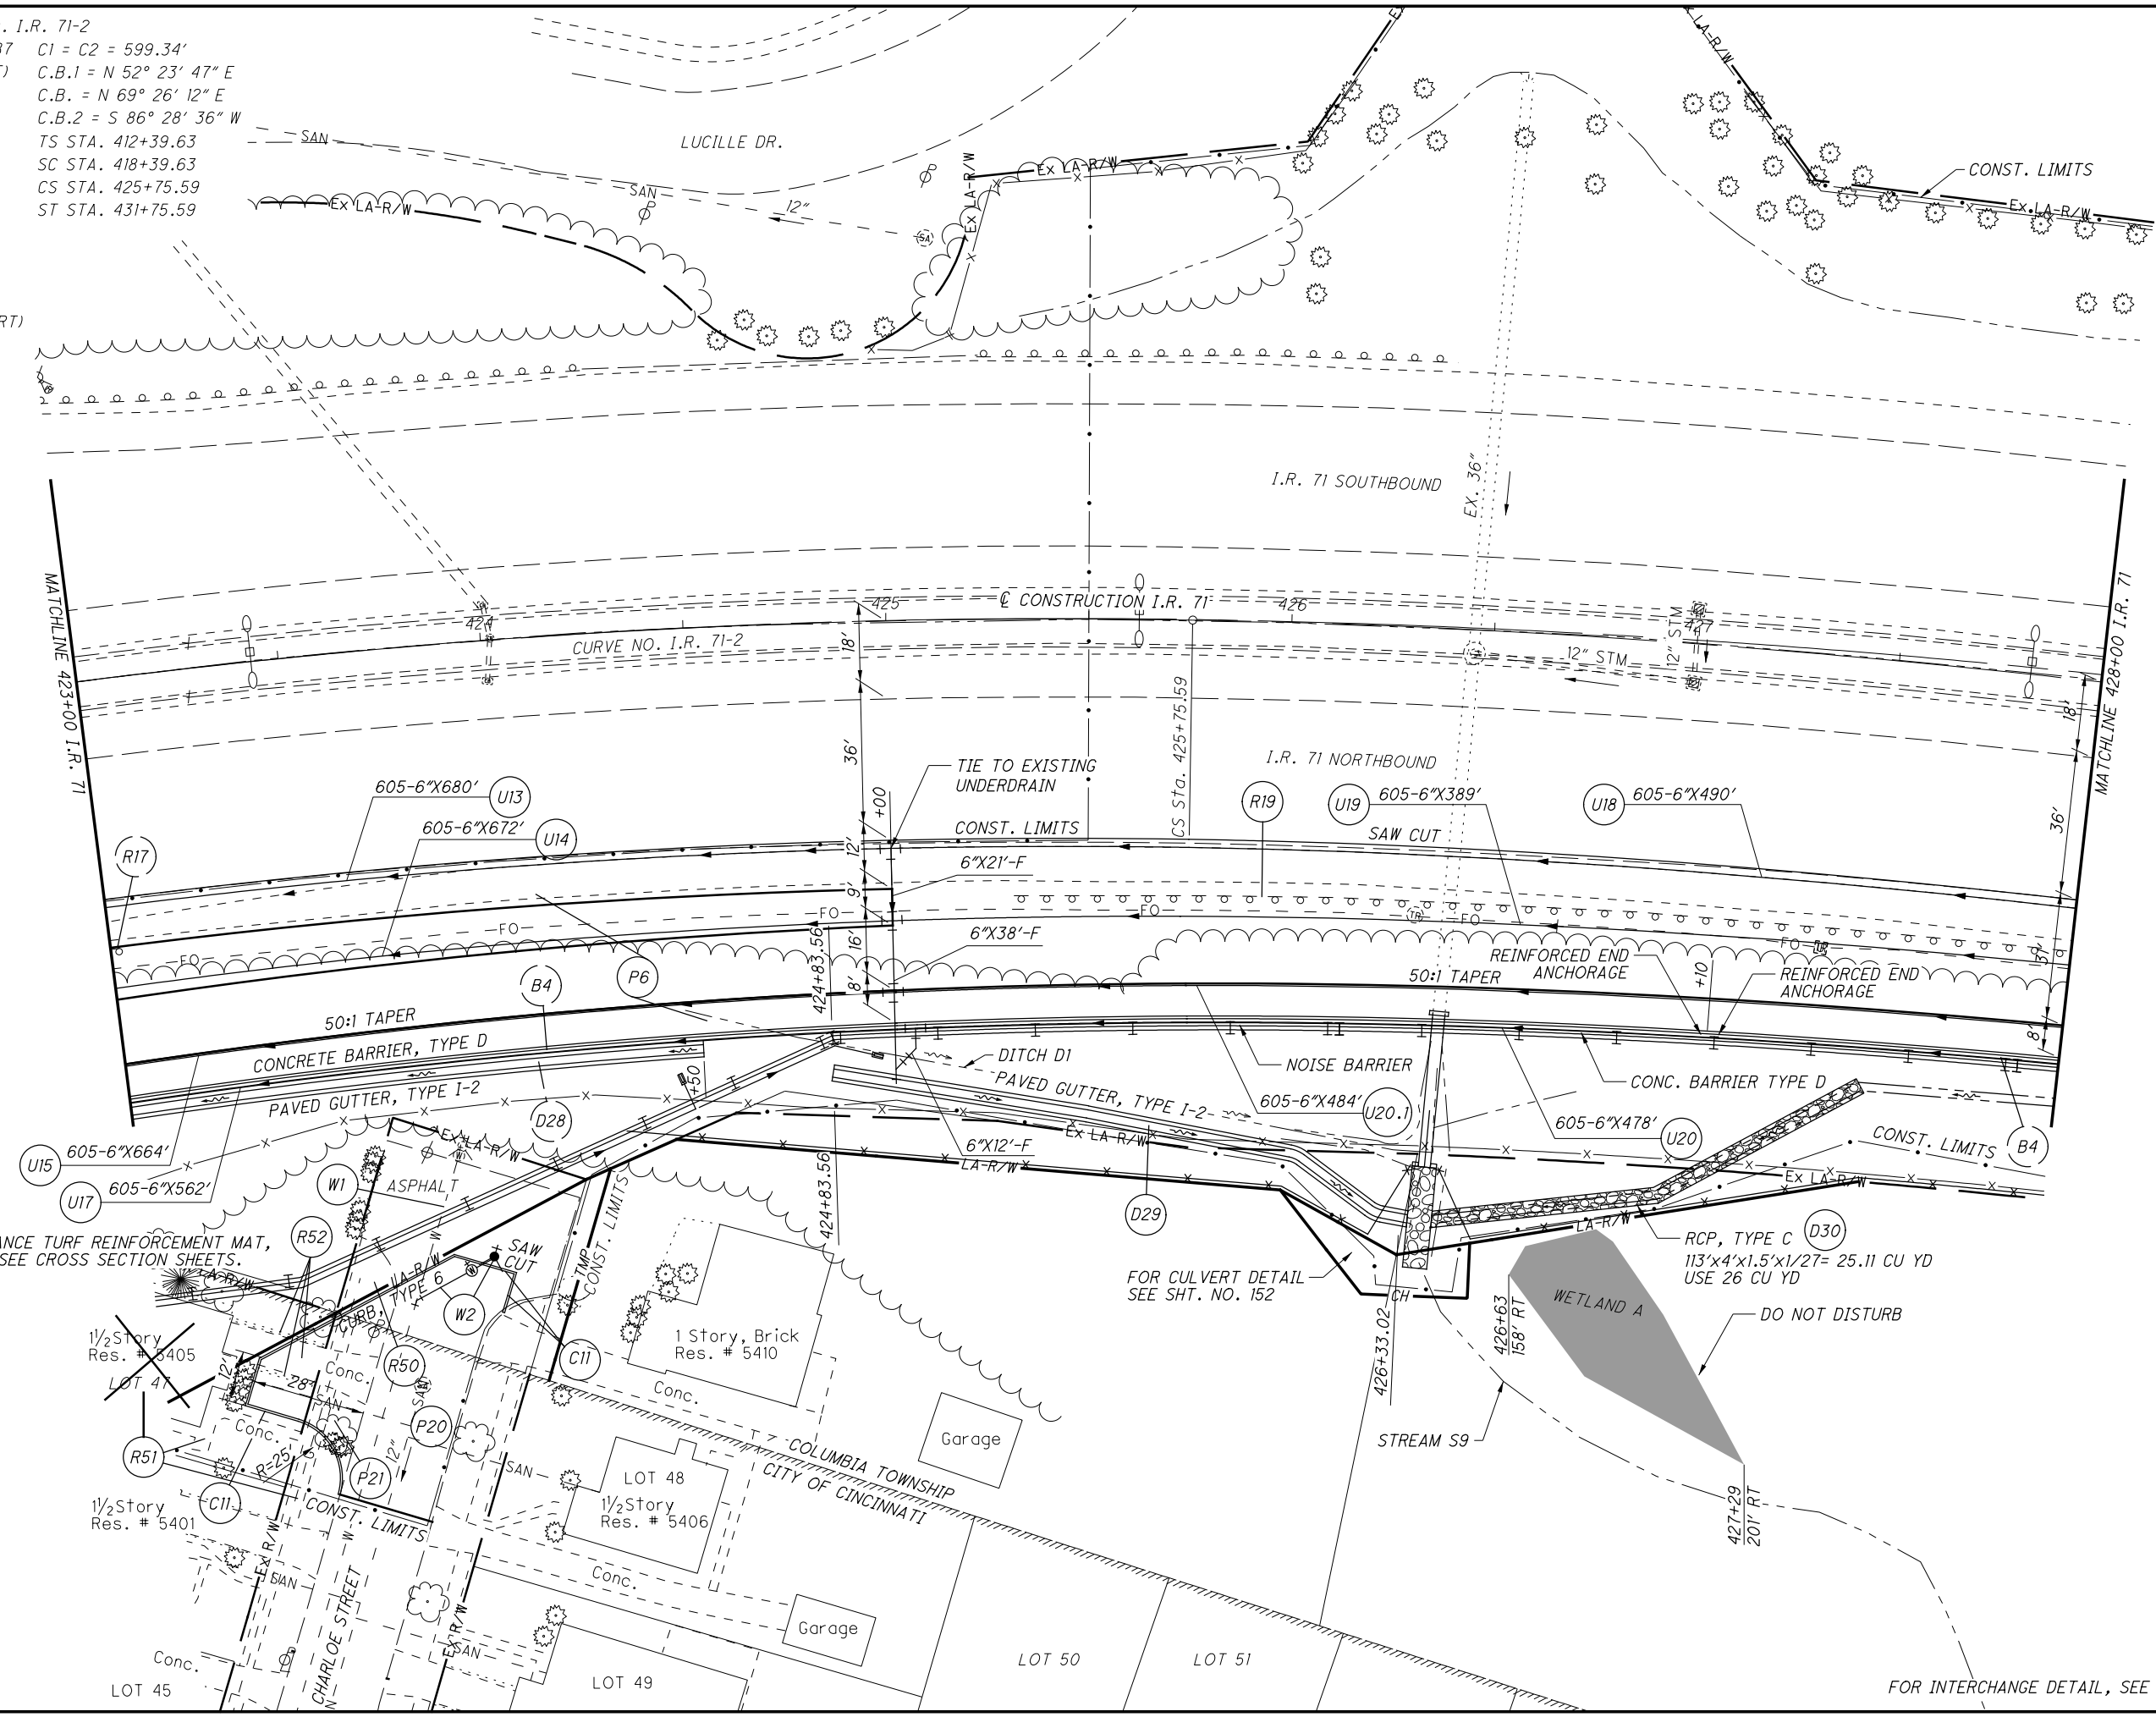 . I.R. 71-2
37 C1 = C2 = 599.34'
C.B.1 = N 52° 23' 47" E
C.B. = N 69° 26' 12" E
C.B.2 = S 86° 28' 36" W
TS STA. 412+39.63
SC STA. 418+39.63
CS STA. 425+75.59
ST STA. 431+75.59
RT)
SAN
SAN
12"
SA
LUCILLE DR.
Ex LA-R/W
Ex LA-R/W
Ex LA-R/W
Ex
LA-R/W
CONST. LIMITS
Ex LA-R/W
I.R. 71 SOUTHBOUND
EX. 36"
MATCHLINE 423+00 I.R. 71
MATCHLINE 428+00 I.R. 71
424
425
℄ CONSTRUCTION I.R. 71
426
427
CURVE NO. I.R. 71-2
12" STM
12" STM
18'
36'
12'
9'
16'
8'
18'
36'
37'
8'
CS Sta. 425+75.59
I.R. 71 NORTHBOUND
TIE TO EXISTING
UNDERDRAIN
+00
605-6"X680' U13
605-6"X672' U14
R17
R19
U19 605-6"X389'
U18 605-6"X490'
CONST. LIMITS
SAW CUT
6"X21'-F
FO
FO
FO
FO
FO
FO
TR
6"X38'-F
424+83.56
P6
B4
REINFORCED END
ANCHORAGE
50:1 TAPER
+10
REINFORCED END
ANCHORAGE
50:1 TAPER
CONCRETE BARRIER, TYPE D
PAVED GUTTER, TYPE I-2
+50
D28
DITCH D1
NOISE BARRIER
CONC. BARRIER TYPE D
PAVED GUTTER, TYPE I-2
605-6"X484' U20.1
605-6"X478' U20
B4
CONST. LIMITS
U15 605-6"X664'
U17 605-6"X562'
Ex LA-R/W
W1
ASPHALT
6"X12'-F
LA-R/W
Ex LA-R/W
Ex LA-R/W
LA-R/W
D29
424+83.56
R52
ANCE TURF REINFORCEMENT MAT,
SEE CROSS SECTION SHEETS.
LA-R/W
LA-R/W
CURB, TYPE 6
SAW
CUT
W
W2
TMP
CONST. LIMITS
RCP, TYPE C D30
113'x4'x1.5'x1/27= 25.11 CU YD
USE 26 CU YD
FOR CULVERT DETAIL
SEE SHT. NO. 152
CH
426+33.02
426+63
158' RT
WETLAND A
DO NOT DISTURB
1½Story
Res. # 5405
LOT 47
12'
28'
Conc.
SAN
SAN
R50
C11
1 Story, Brick
Res. # 5410
Conc.
P20
12"
R51
Conc.
R=25'
6'
P21
C11
1½Story
Res. # 5401
CONST. LIMITS
SAN
LOT 48
1½Story
Res. # 5406
Garage
COLUMBIA TOWNSHIP
CITY OF CINCINNATI
STREAM S9
427+29
201' RT
Ex R/W
W
SAN
Conc.
CHARLOE STREET
Ex R/W
SAN
Conc.
Garage
LOT 45
LOT 49
LOT 50
LOT 51
FOR INTERCHANGE DETAIL, SEE